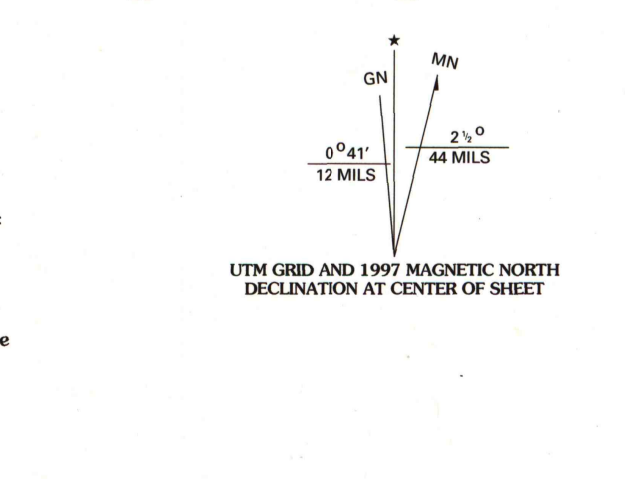 ★
GN
MN
0°41'
12 MILS
2½°
44 MILS
UTM GRID AND 1997 MAGNETIC NORTH
DECLINATION AT CENTER OF SHEET
e